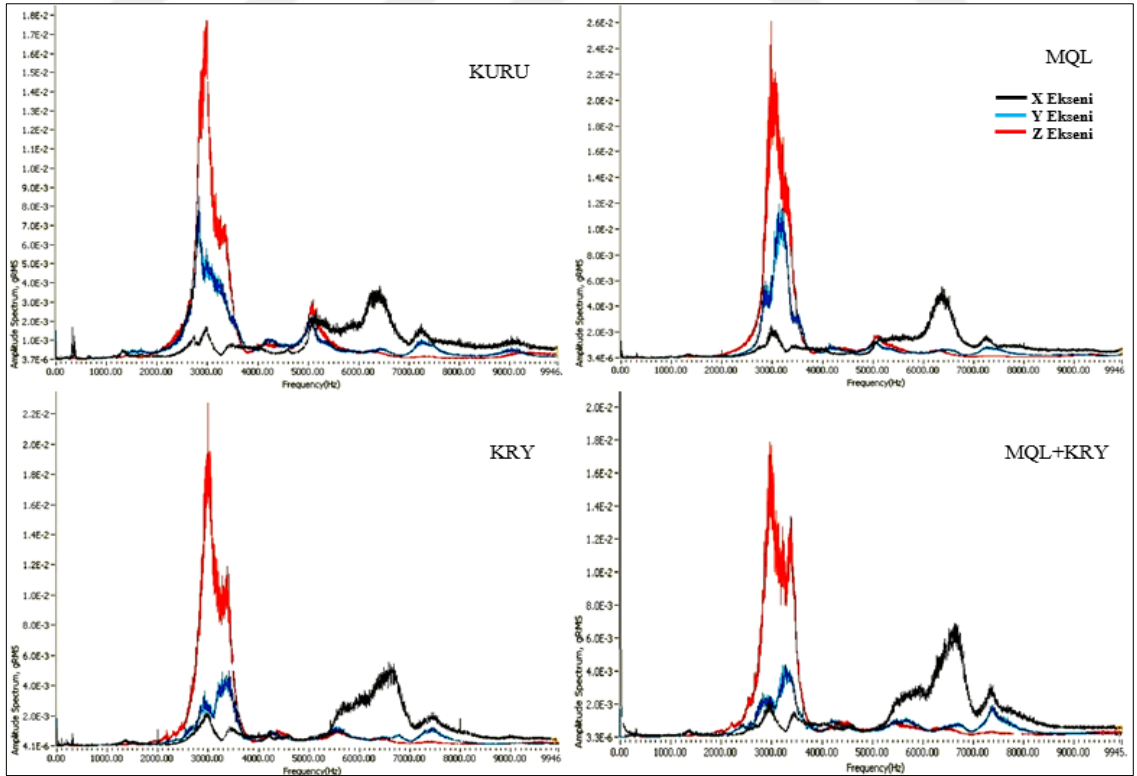 KURU
1.8E-2
1.7E-2
1.6E-2
1.5E-2
1.4E-2
1.3E-2
1.2E-2
1.1E-2
1.0E-2
9.0E-3
8.0E-3
7.0E-3
6.0E-3
5.0E-3
4.0E-3
3.0E-3
2.0E-3
1.0E-3
3.7E-6
Amplitude Spectrum, gRMS
0.00 1000.00 2000.00 3000.00 4000.00 5000.00 6000.00 7000.00 8000.00 9000.00 9946.
Frequency(Hz)
MQL
X Ekseni
Y Ekseni
Z Ekseni
2.6E-2
2.4E-2
2.2E-2
2.0E-2
1.8E-2
1.6E-2
1.4E-2
1.2E-2
1.0E-2
8.0E-3
6.0E-3
4.0E-3
2.0E-3
3.4E-6
Amplitude Spectrum, gRMS
0.00 1000.00 2000.00 3000.00 4000.00 5000.00 6000.00 7000.00 8000.00 9000.00 9946.
Frequency(Hz)
KRY
2.2E-2
2.0E-2
1.8E-2
1.6E-2
1.4E-2
1.2E-2
1.0E-2
8.0E-3
6.0E-3
4.0E-3
2.0E-3
4.1E-6
Amplitude Spectrum, gRMS
0.00 1000.00 2000.00 3000.00 4000.00 5000.00 6000.00 7000.00 8000.00 9000.00 9946
Frequency(Hz)
MQL+KRY
2.0E-2
1.8E-2
1.6E-2
1.4E-2
1.2E-2
1.0E-2
8.0E-3
6.0E-3
4.0E-3
2.0E-3
3.3E-6
Amplitude Spectrum, gRMS
0.00 1000.00 2000.00 3000.00 4000.00 5000.00 6000.00 7000.00 8000.00 9000.00 9946.
Frequency(Hz)